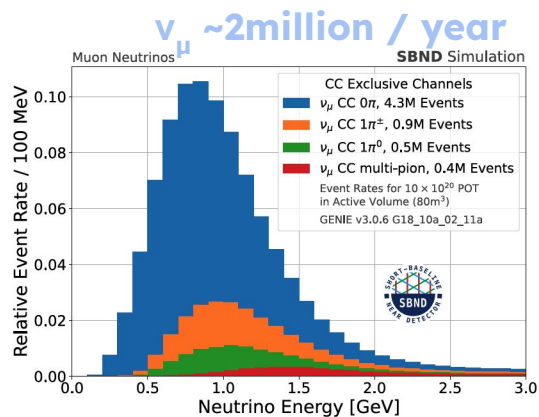 ν_μ ~2million / year
Muon Neutrinos SBND Simulation
CC Exclusive Channels
ν_μ CC 0π, 4.3M Events
ν_μ CC 1π^±, 0.9M Events
ν_μ CC 1π^0, 0.5M Events
ν_μ CC multi-pion, 0.4M Events
Event Rates for 10 × 10^20 POT
in Active Volume (80m^3)
GENIE v3.0.6 G18_10a_02_11a
Relative Event Rate / 100 MeV
0.10
0.08
0.06
0.04
0.02
0.00
SHORT-BASELINE
SBND
NEAR DETECTOR
0.0 0.5 1.0 1.5 2.0 2.5 3.0
Neutrino Energy [GeV]